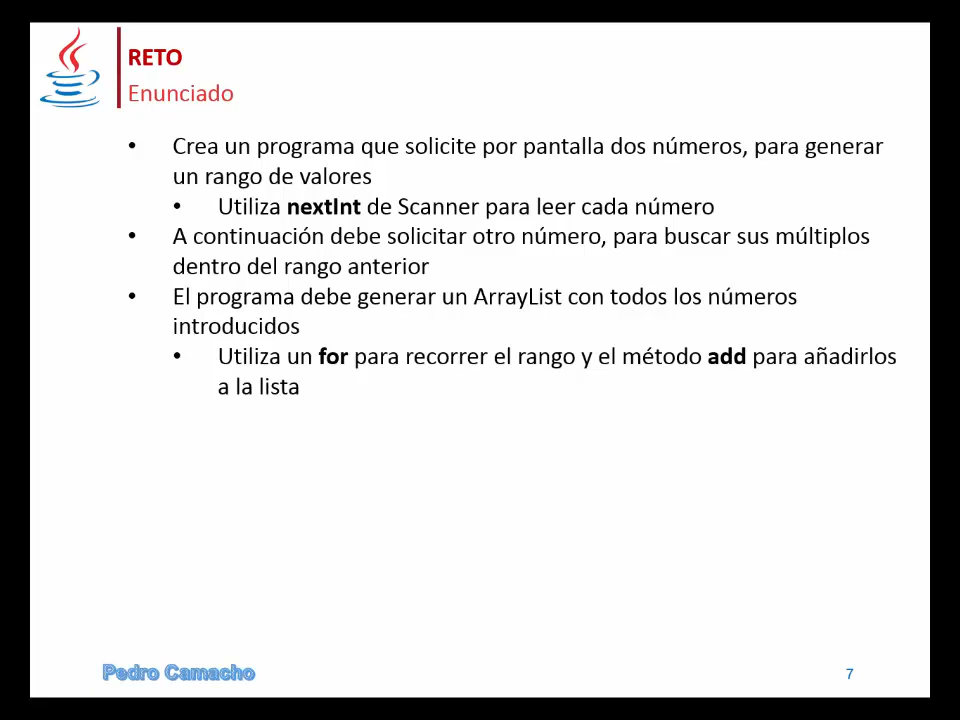 RETO
Enunciado
• Crea un programa que solicite por pantalla dos números, para generar
un rango de valores
• Utiliza nextInt de Scanner para leer cada número
• A continuación debe solicitar otro número, para buscar sus múltiplos
dentro del rango anterior
• El programa debe generar un ArrayList con todos los números
introducidos
• Utiliza un for para recorrer el rango y el método add para añadirlos
a la lista
Pedro Camacho
7